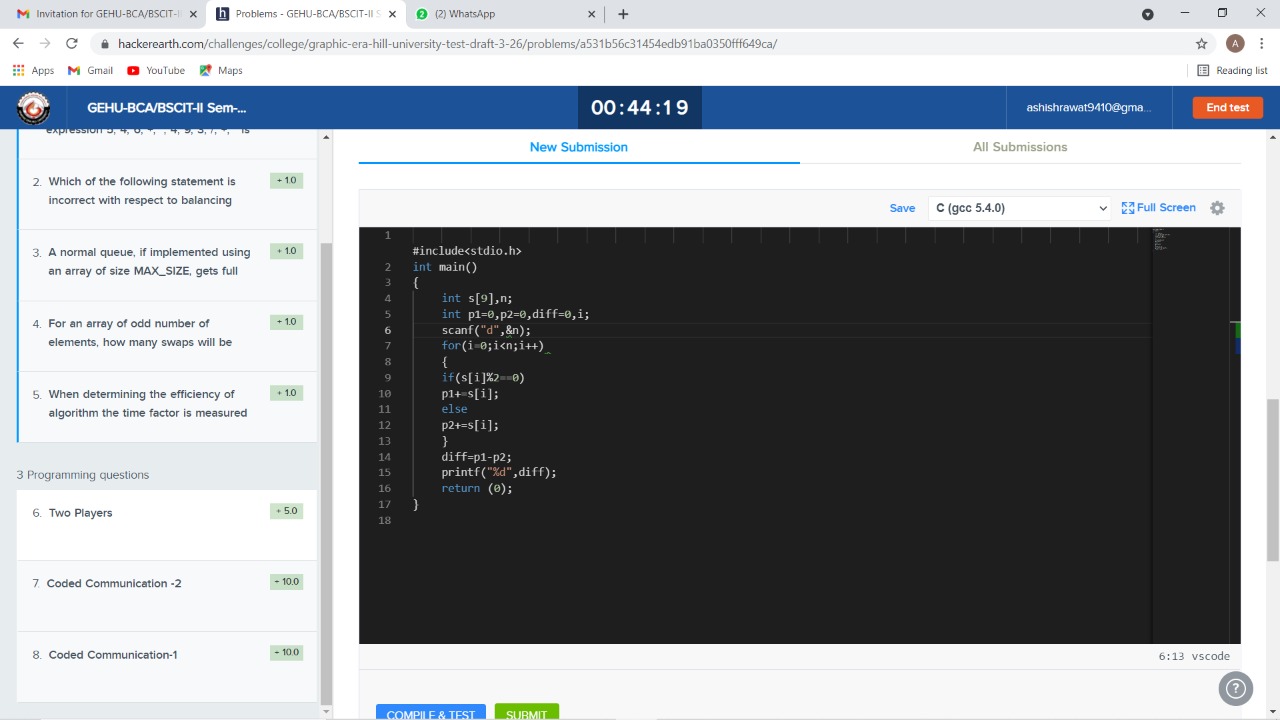 Invitation for GEHU-BCA/BSCIT-II
Problems - GEHU-BCA/BSCIT-II S
(2) WhatsApp
hackerearth.com/challenges/college/graphic-era-hill-university-test-draft-3-26/problems/a531b56c31454edb91ba0350fff649ca/
A
Apps
Gmail
YouTube
Maps
Reading list
GEHU-BCA/BSCIT-II Sem-...
00:44:19
ashishrawat9410@gma...
End test
expression 5, 4, 6, +, * , 4, 9, 3, /, +, * is
2. Which of the following statement is + 1.0
incorrect with respect to balancing
3. A normal queue, if implemented using + 1.0
an array of size MAX_SIZE, gets full
4. For an array of odd number of + 1.0
elements, how many swaps will be
5. When determining the efficiency of + 1.0
algorithm the time factor is measured
3 Programming questions
6. Two Players + 5.0
7. Coded Communication -2 + 10.0
8. Coded Communication-1 + 10.0
New Submission
All Submissions
Save
C (gcc 5.4.0)
Full Screen
1
#include<stdio.h>
2 int main()
3 {
4 int s[9],n;
5 int p1=0,p2=0,diff=0,i;
6 scanf("d",&n);
7 for(i=0;i<n;i++)
8 {
9 if(s[i]%2==0)
10 p1+=s[i];
11 else
12 p2+=s[i];
13 }
14 diff=p1-p2;
15 printf("%d",diff);
16 return (0);
17 }
18
6:13 vscode
COMPILE & TEST
SUBMIT
?